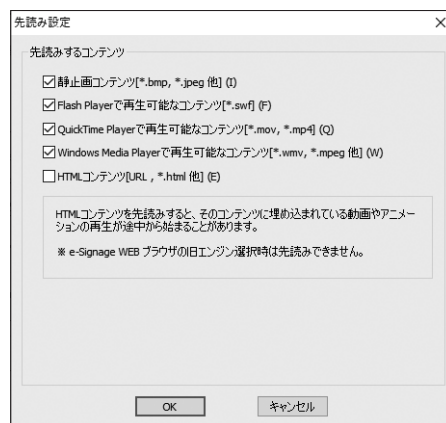 先読み設定
先読みするコンテンツ
静止画コンテンツ[*.bmp, *.jpeg 他] (I)
Flash Playerで再生可能なコンテンツ[*.swf] (F)
QuickTime Playerで再生可能なコンテンツ[*.mov, *.mp4] (Q)
Windows Media Playerで再生可能なコンテンツ[*.wmv, *.mpeg 他] (W)
HTMLコンテンツ[URL , *.html 他] (E)
HTMLコンテンツを先読みすると、そのコンテンツに埋め込まれている動画やアニメー
ションの再生が途中から始まることがあります。
※ e-Signage WEB ブラウザの旧エンジン選択時は先読みできません。
OK
キャンセル